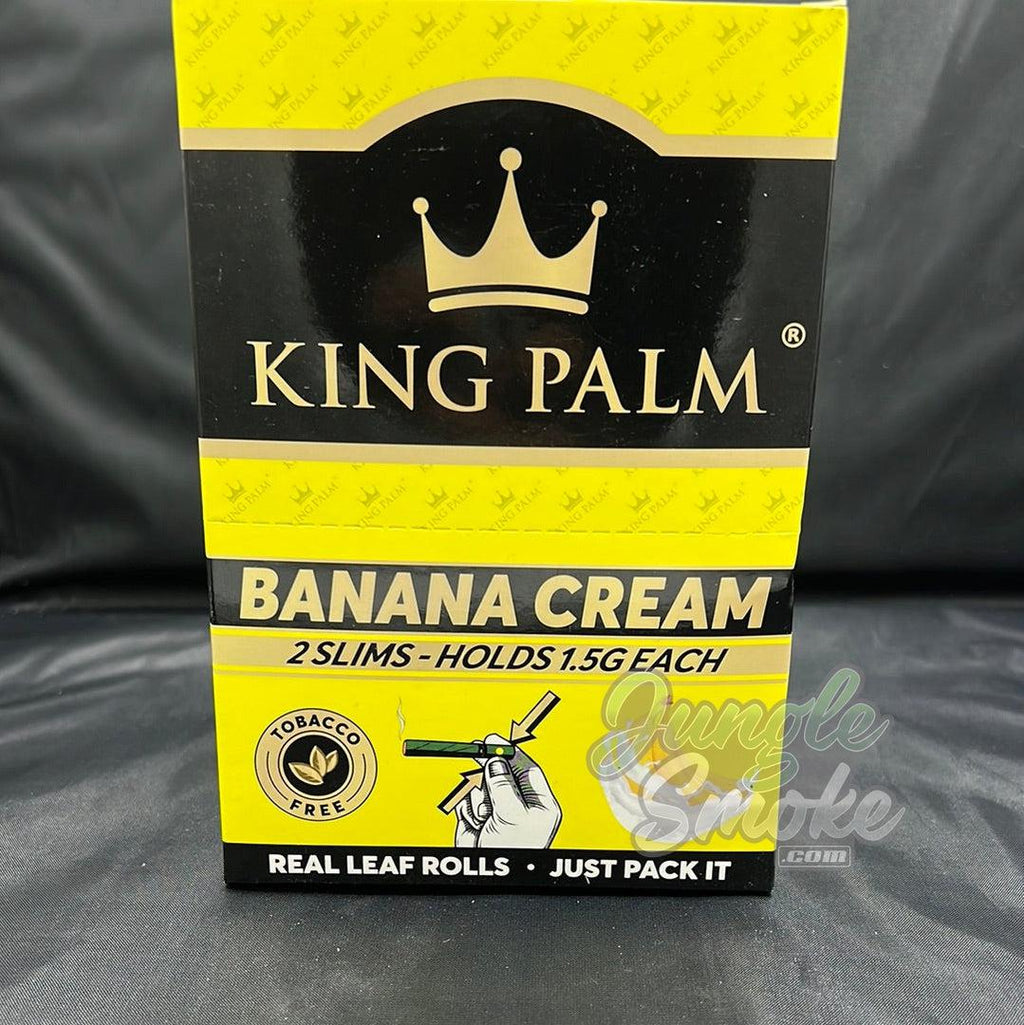 KING PALM
KING PALM®
BANANA CREAM
2 SLIMS - HOLDS 1.5G EACH
TOBACCO
FREE
REAL LEAF ROLLS • JUST PACK IT
Jungle
Smoke
.com